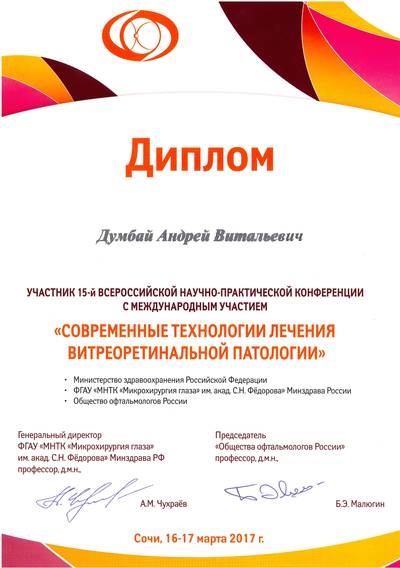 Диплом
Думбай Андрей Витальевич
УЧАСТНИК 15-й ВСЕРОССИЙСКОЙ НАУЧНО-ПРАКТИЧЕСКОЙ КОНФЕРЕНЦИИ
С МЕЖДУНАРОДНЫМ УЧАСТИЕМ
«СОВРЕМЕННЫЕ ТЕХНОЛОГИИ ЛЕЧЕНИЯ
ВИТРЕОРЕТИНАЛЬНОЙ ПАТОЛОГИИ»
• Министерство здравоохранения Российской Федерации
• ФГАУ «МНТК «Микрохирургия глаза» им. акад. С.Н. Фёдорова» Минздрава России
• Общество офтальмологов России
Генеральный директор
ФГАУ «МНТК «Микрохирургия глаза»
им. акад. С.Н. Фёдорова» Минздрава РФ
профессор, д.м.н.,
А.М. Чухраёв
Председатель
«Общества офтальмологов России»
профессор, д.м.н.,
Б.Э. Малюгин
Сочи, 16-17 марта 2017 г.